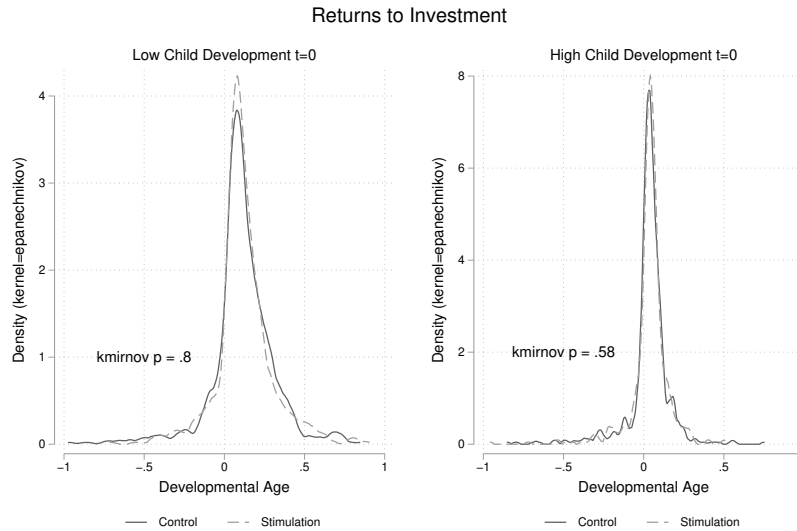 Returns to Investment
Low Child Development t=0
Density (kernel=epanechnikov)
4
3
2
1
0
kmirnov p = .8
−1
−.5
0
.5
1
Developmental Age
Control
Stimulation
High Child Development t=0
Density (kernel=epanechnikov)
8
6
4
2
0
kmirnov p = .58
−1
−.5
0
.5
Developmental Age
Control
Stimulation